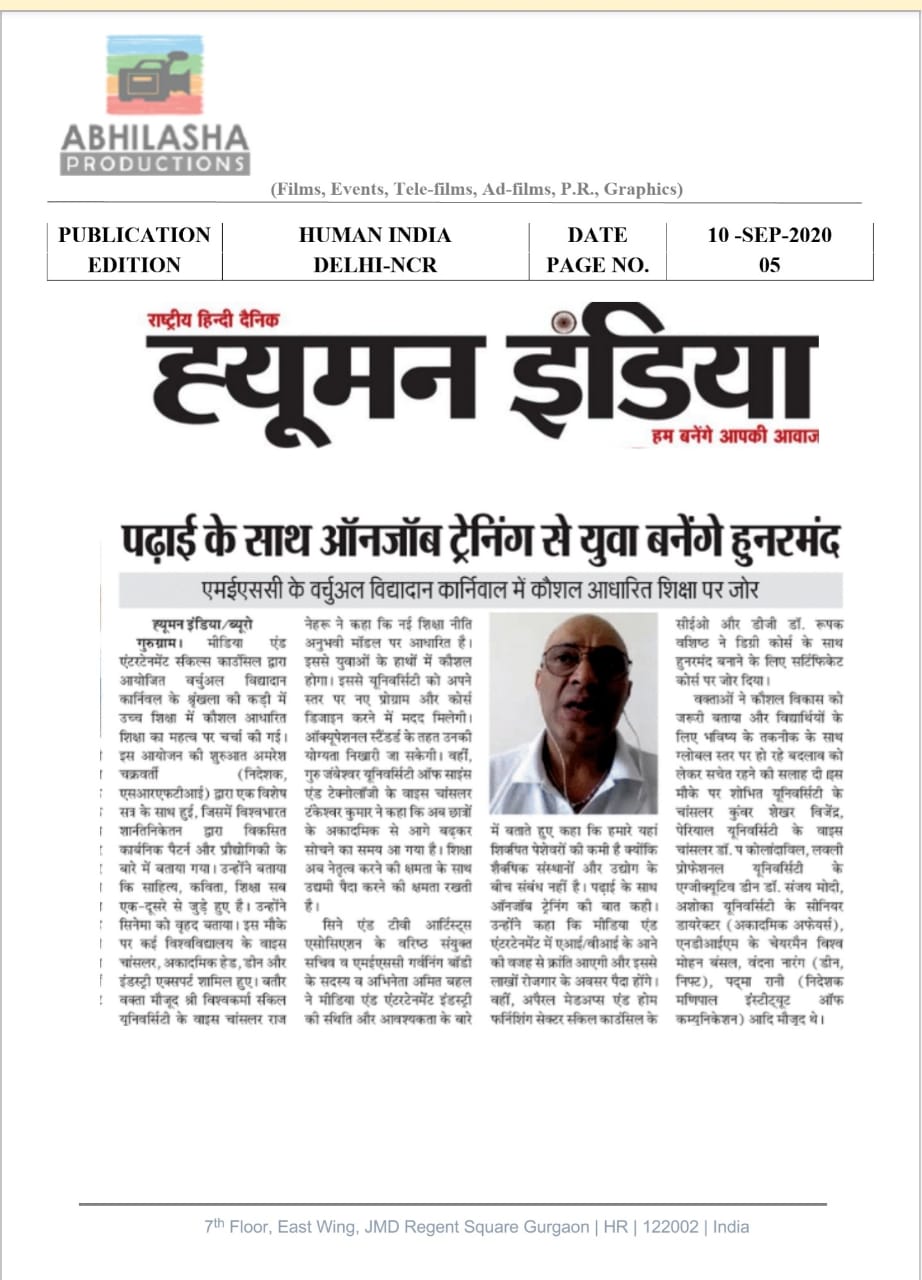 ABHILASHA
PRODUCTIONS
(Films, Events, Tele-films, Ad-films, P.R., Graphics)
PUBLICATION HUMAN INDIA DATE 10 -SEP-2020
EDITION DELHI-NCR PAGE NO. 05
राष्ट्रीय हिन्दी दैनिक
ह्यूमन इंडिया
हम बनेंगे आपकी आवाज
पढ़ाई के साथ ऑनजॉब ट्रेनिंग से युवा बनेंगे हुनरमंद
एमईएससी के वर्चुअल विद्यादान कार्निवाल में कौशल आधारित शिक्षा पर जोर
ह्यूमन इंडिया/ब्यूरो
गुरुग्राम। मीडिया एंड
एंटरटेनमेंट स्किल्स काउंसिल द्वारा
आयोजित वर्चुअल विद्यादान
कार्निवल के श्रृंखला की कड़ी में
उच्च शिक्षा में कौशल आधारित
शिक्षा का महत्व पर चर्चा की गई।
इस आयोजन की शुरुआत अमरेश
चक्रवर्ती (निदेशक,
एसआरएफटीआई) द्वारा एक विशेष
सत्र के साथ हुई, जिसमें विश्वभारत
शान्तिनिकेतन द्वारा विकसित
कार्बनिक पैटर्न और प्रौद्योगिकी के
बारे में बताया गया। उन्होंने बताया
कि साहित्य, कविता, शिक्षा सब
एक-दूसरे से जुड़े हुए है। उन्होंने
सिनेमा को वृहद बताया। इस मौके
पर कई विश्वविद्यालय के वाइस
चांसलर, अकादमिक हेड, डीन और
इंडस्ट्री एक्सपर्ट शामिल हुए। बतौर
वक्ता मौजूद श्री विश्वकर्मा स्किल
यूनिवर्सिटी के वाइस चांसलर राज
नेहरू ने कहा कि नई शिक्षा नीति
अनुभवी मॉडल पर आधारित है।
इससे युवाओं के हाथों में कौशल
होगा। इससे यूनिवर्सिटी को अपने
स्तर पर नए प्रोग्राम और कोर्स
डिजाइन करने में मदद मिलेगी।
ऑक्यूपेशनल स्टैंडर्ड के तहत उनकी
योग्यता निखारी जा सकेगी। वहीं,
गुरु जंबेश्वर यूनिवर्सिटी ऑफ साइंस
एंड टेक्नोलॉजी के वाइस चांसलर
टंकेश्वर कुमार ने कहा कि अब छात्रों
के अकादमिक से आगे बढ़कर
सोचने का समय आ गया है। शिक्षा
अब नेतृत्व करने की क्षमता के साथ
उद्यमी पैदा करने की क्षमता रखती
है।
सिने एंड टीवी आर्टिस्ट्स
एसोसिएशन के वरिष्ठ संयुक्त
सचिव व एमईएससी गर्वनिंग बॉडी
के सदस्य व अभिनेता अमित बहल
ने मीडिया एंड एंटरटेनमेंट इंडस्ट्री
की स्थिति और आवश्यकता के बारे
में बताते हुए कहा कि हमारे यहां
शिक्षित पेशेवरों की कमी है क्योंकि
शैक्षिक संस्थानों और उद्योग के
बीच संबंध नहीं है। पढ़ाई के साथ
ऑनजॉब ट्रेनिंग की बात कही।
उन्होंने कहा कि मीडिया एंड
एंटरटेनमेंट में एआई/वीआई के आने
की वजह से क्रांति आएगी और इससे
लाखों रोजगार के अवसर पैदा होंगे।
वहीं, अपैरल मेडअप्स एंड होम
फर्निशिंग सेक्टर स्किल काउंसिल के
सीईओ और डीजी डॉ. रूपक
वशिष्ठ ने डिग्री कोर्स के साथ
हुनरमंद बनाने के लिए सर्टिफिकेट
कोर्स पर जोर दिया।
वक्ताओं ने कौशल विकास को
जरूरी बताया और विद्यार्थियों के
लिए भविष्य के तकनीक के साथ
ग्लोबल स्तर पर हो रहे बदलाव को
लेकर सचेत रहने की सलाह दी इस
मौके पर शोभित यूनिवर्सिटी के
चांसलर कुंवर शेखर विजेंद्र,
पेरियाल यूनिवर्सिटी के वाइस
चांसलर डॉ. प कोलांदाविल, लवली
प्रोफेशनल यूनिवर्सिटी के
एग्जीक्यूटिव डीन डॉ. संजय मोदी,
अशोका यूनिवर्सिटी के सीनियर
डायरेक्टर (अकादमिक अफेयर्स),
एनडीआईएम के चेयरमैन विश्व
मोहन बंसल, वंदना नारंग (डीन,
निफ्ट), पद्मा रानी (निदेशक
मणिपाल इंस्टीट्यूट ऑफ
कम्युनिकेशन) आदि मौजूद थे।
7th Floor, East Wing, JMD Regent Square Gurgaon | HR | 122002 | India